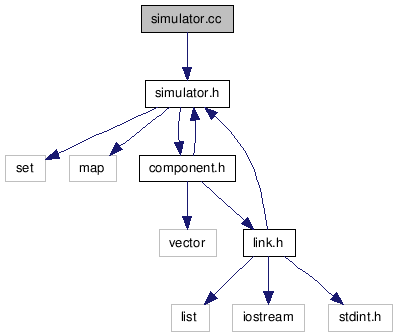 simulator.cc
simulator.h
set
map
component.h
vector
link.h
list
iostream
stdint.h